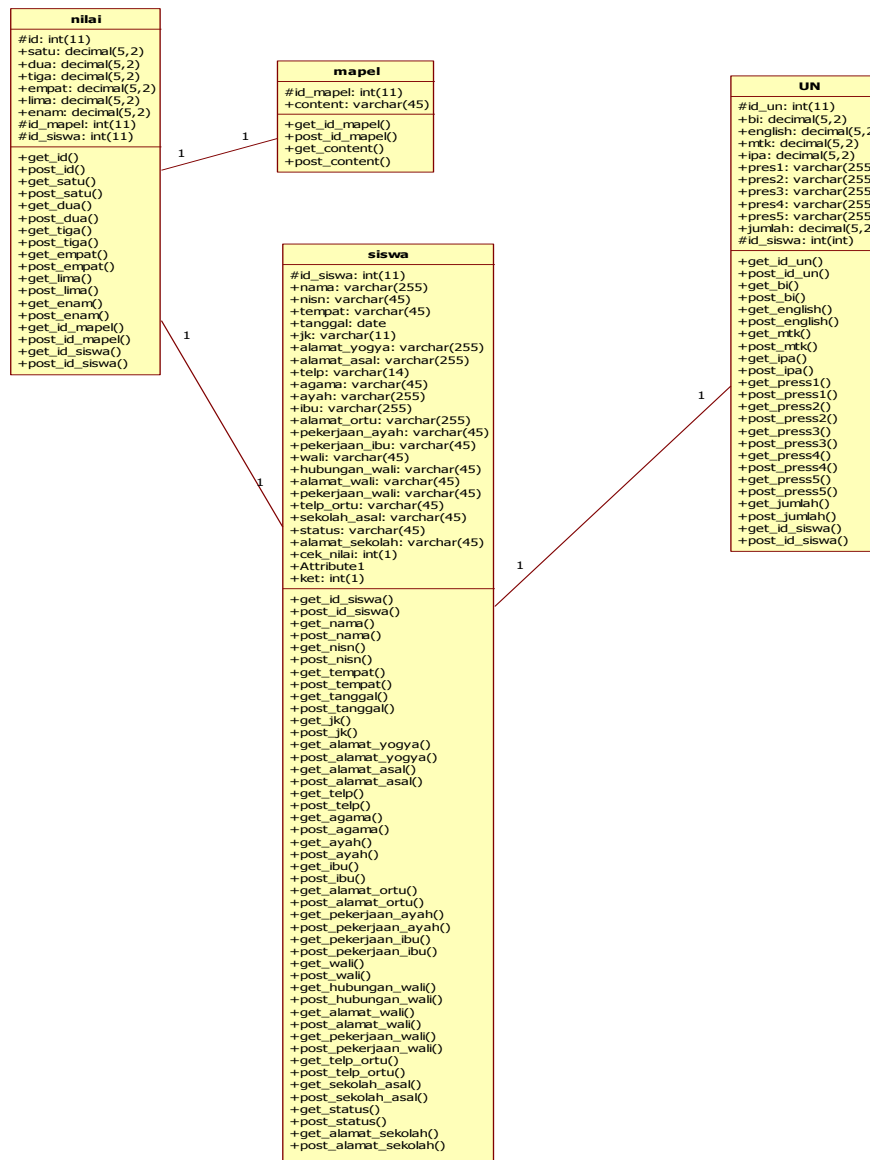 nilai
#id: int(11)
+satu: decimal(5,2)
+dua: decimal(5,2)
+tiga: decimal(5,2)
+empat: decimal(5,2)
+lima: decimal(5,2)
+enam: decimal(5,2)
#id_mapel: int(11)
#id_siswa: int(11)
+get_id()
+post_id()
+get_satu()
+post_satu()
+get_dua()
+post_dua()
+get_tiga()
+post_tiga()
+get_empat()
+post_empat()
+get_lima()
+post_lima()
+get_enam()
+post_enam()
+get_id_mapel()
+post_id_mapel()
+get_id_siswa()
+post_id_siswa()
1
1
mapel
#id_mapel: int(11)
+content: varchar(45)
+get_id_mapel()
+post_id_mapel()
+get_content()
+post_content()
1
1
siswa
#id_siswa: int(11)
+nama: varchar(255)
+nisn: varchar(45)
+tempat: varchar(45)
+tanggal: date
+jk: varchar(11)
+alamat_yogya: varchar(255)
+alamat_asal: varchar(255)
+telp: varchar(14)
+agama: varchar(45)
+ayah: varchar(255)
+ibu: varchar(255)
+alamat_ortu: varchar(255)
+pekerjaan_ayah: varchar(45)
+pekerjaan_ibu: varchar(45)
+wali: varchar(45)
+hubungan_wali: varchar(45)
+alamat_wali: varchar(45)
+pekerjaan_wali: varchar(45)
+telp_ortu: varchar(45)
+sekolah_asal: varchar(45)
+status: varchar(45)
+alamat_sekolah: varchar(45)
+cek_nilai: int(1)
+Attribute1
+ket: int(1)
+get_id_siswa()
+post_id_siswa()
+get_nama()
+post_nama()
+get_nisn()
+post_nisn()
+get_tempat()
+post_tempat()
+get_tanggal()
+post_tanggal()
+get_jk()
+post_jk()
+get_alamat_yogya()
+post_alamat_yogya()
+get_alamat_asal()
+post_alamat_asal()
+get_telp()
+post_telp()
+get_agama()
+post_agama()
+get_ayah()
+post_ayah()
+get_ibu()
+post_ibu()
+get_alamat_ortu()
+post_alamat_ortu()
+get_pekerjaan_ayah()
+post_pekerjaan_ayah()
+get_pekerjaan_ibu()
+post_pekerjaan_ibu()
+get_wali()
+post_wali()
+get_hubungan_wali()
+post_hubungan_wali()
+get_alamat_wali()
+post_alamat_wali()
+get_pekerjaan_wali()
+post_pekerjaan_wali()
+get_telp_ortu()
+post_telp_ortu()
+get_sekolah_asal()
+post_sekolah_asal()
+get_status()
+post_status()
+get_alamat_sekolah()
+post_alamat_sekolah()
1
1
UN
#id_un: int(11)
+bi: decimal(5,2)
+english: decimal(5,2
+mtk: decimal(5,2)
+ipa: decimal(5,2)
+pres1: varchar(255
+pres2: varchar(255
+pres3: varchar(255
+pres4: varchar(255
+pres5: varchar(255
+jumlah: decimal(5,2
#id_siswa: int(int)
+get_id_un()
+post_id_un()
+get_bi()
+post_bi()
+get_english()
+post_english()
+get_mtk()
+post_mtk()
+get_ipa()
+post_ipa()
+get_press1()
+post_press1()
+get_press2()
+post_press2()
+get_press3()
+post_press3()
+get_press4()
+post_press4()
+get_press5()
+post_press5()
+get_jumlah()
+post_jumlah()
+get_id_siswa()
+post_id_siswa()